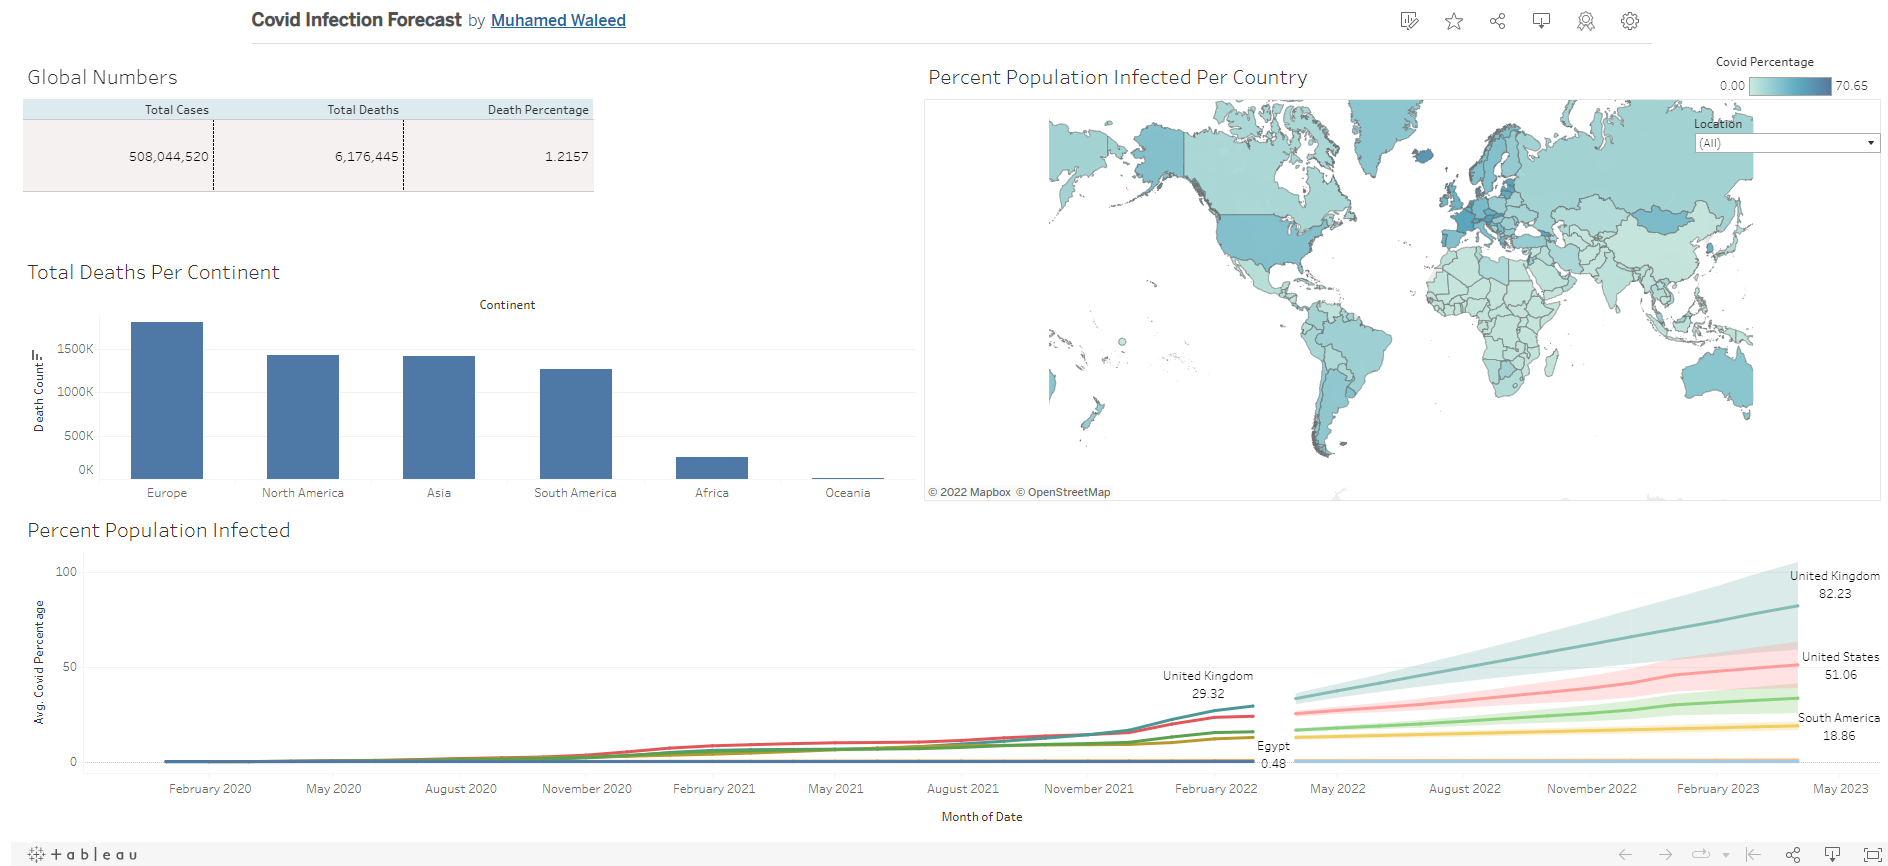 Covid Infection Forecast by Muhamed Waleed
Global Numbers
Total Cases Total Deaths Death Percentage
508,044,520 6,176,445 1.2157
Percent Population Infected Per Country
Covid Percentage
0.00 70.65
Location
(All)
© 2022 Mapbox © OpenStreetMap
Total Deaths Per Continent
Continent
Death Count
1500K
1000K
500K
0K
Europe North America Asia South America Africa Oceania
Percent Population Infected
Avg. Covid Percentage
100
50
0
United Kingdom
29.32
Egypt
0.48
United Kingdom
82.23
United States
51.06
South America
18.86
February 2020 May 2020 August 2020 November 2020 February 2021 May 2021 August 2021 November 2021 February 2022 May 2022 August 2022 November 2022 February 2023 May 2023
Month of Date
+ableau